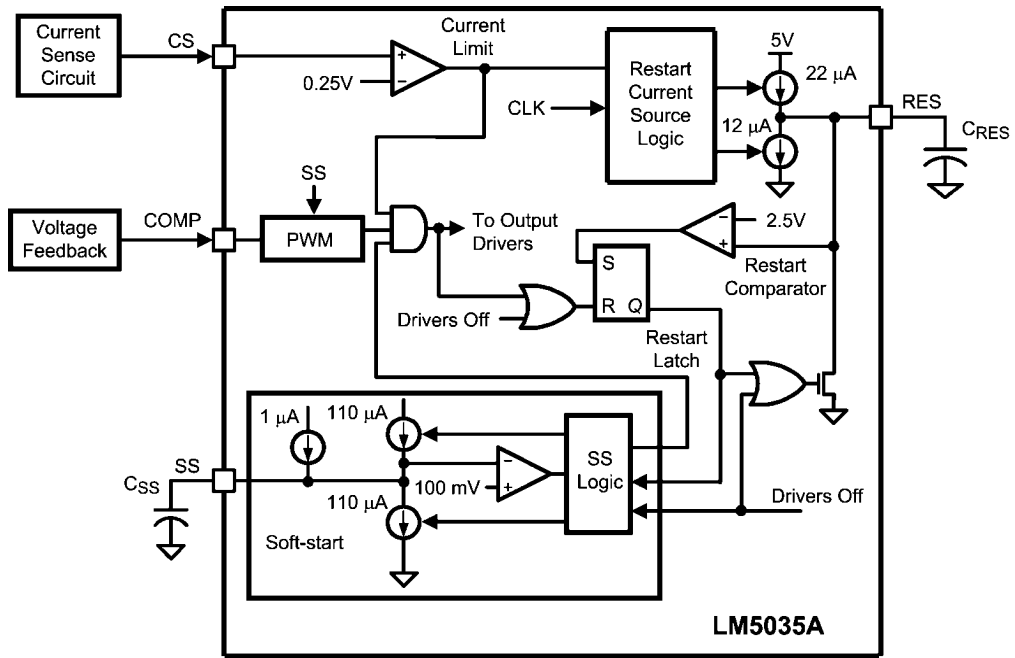 Current
Sense
Circuit
CS
0.25V
Current
Limit
CLK
Restart
Current
Source
Logic
5V
22 μA
12 μA
RES
CRES
Voltage
Feedback
COMP
SS
PWM
To Output
Drivers
2.5V
Restart
Comparator
S
R Q
Drivers Off
Restart
Latch
1 μA
110 μA
SS
CSS
100 mV
SS
Logic
110 μA
Soft-start
Drivers Off
LM5035A
+
−
−
+
−
+